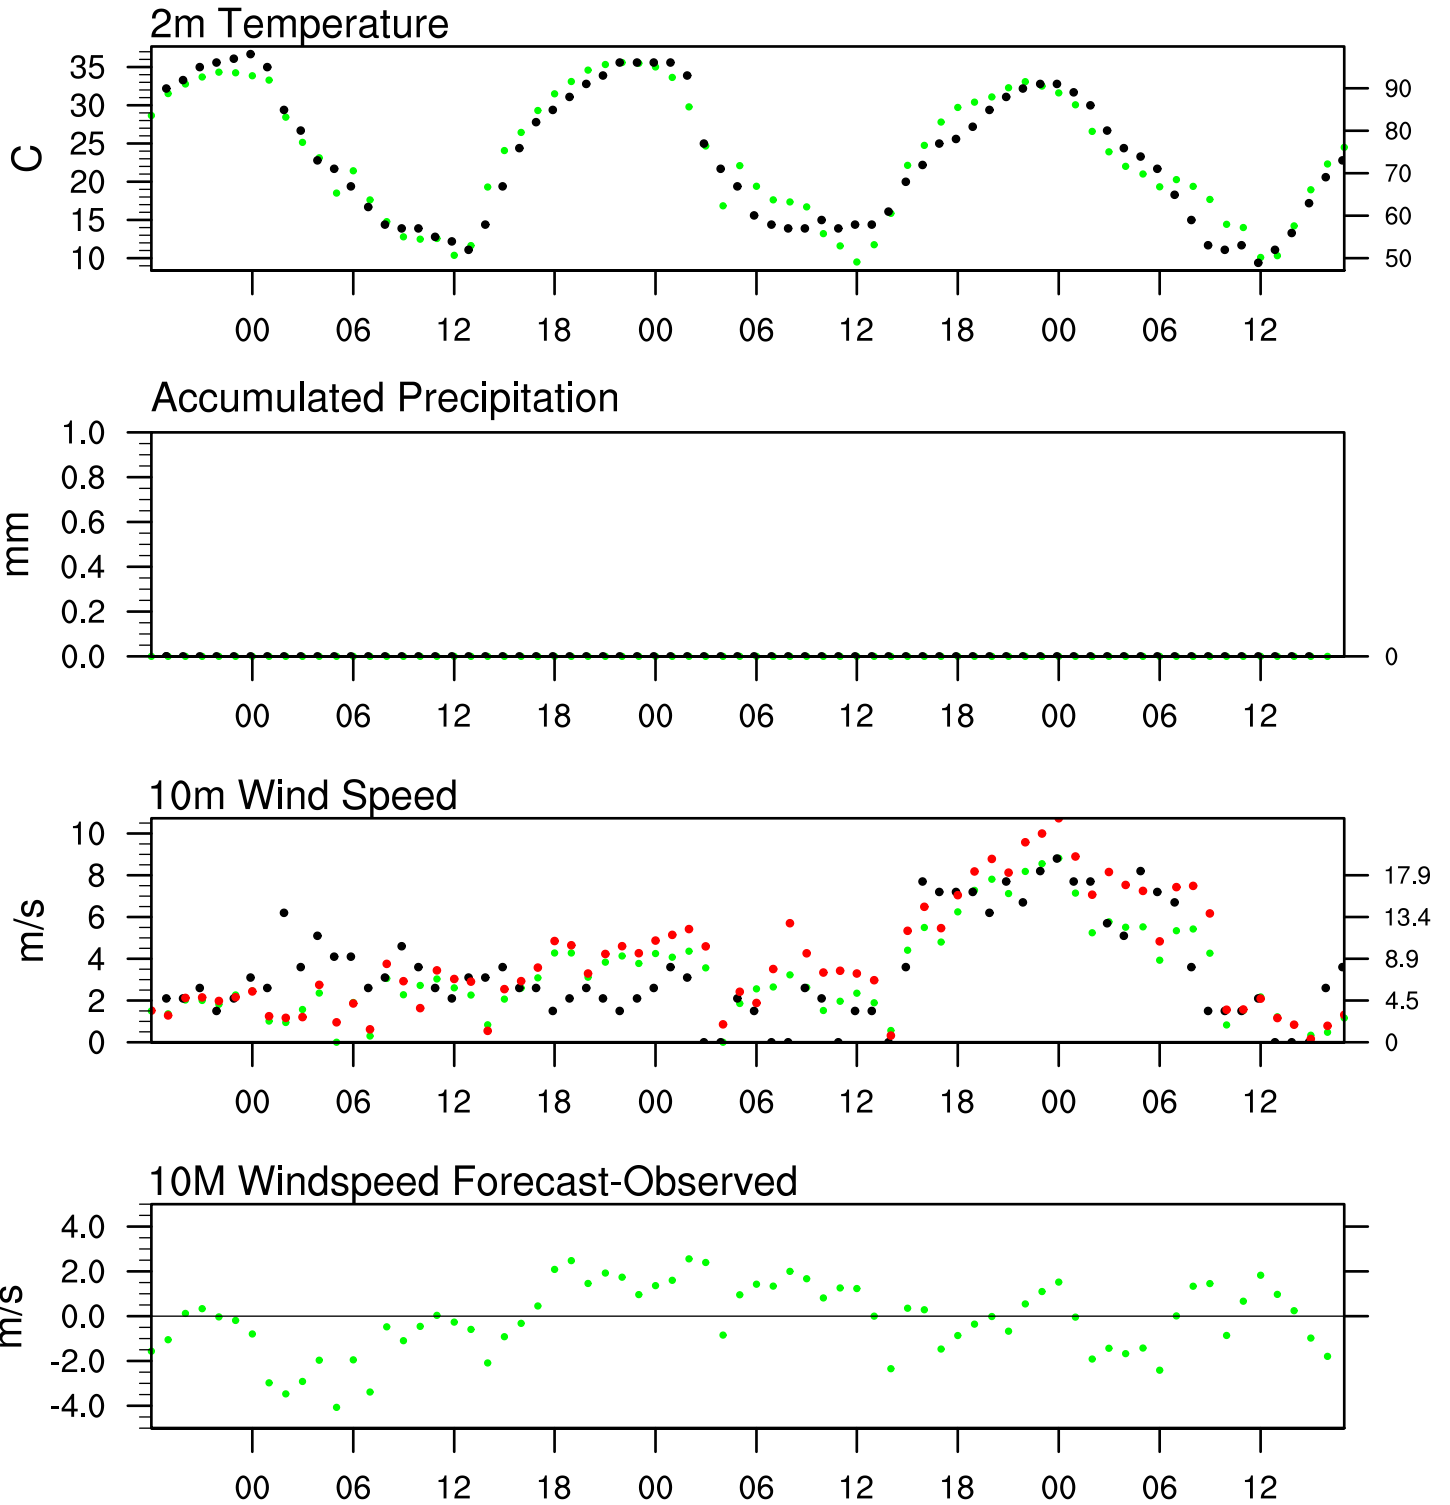 2m Temperature
35
30
25
20
15
10
C
90
80
70
60
50
00 06 12 18 00 06 12 18 00 06 12
Accumulated Precipitation
1.0
0.8
0.6
0.4
0.2
0.0
mm
0
00 06 12 18 00 06 12 18 00 06 12
10m Wind Speed
10
8
6
4
2
0
m/s
17.9
13.4
8.9
4.5
0
00 06 12 18 00 06 12 18 00 06 12
10M Windspeed Forecast-Observed
4.0
2.0
0.0
-2.0
-4.0
m/s
00 06 12 18 00 06 12 18 00 06 12